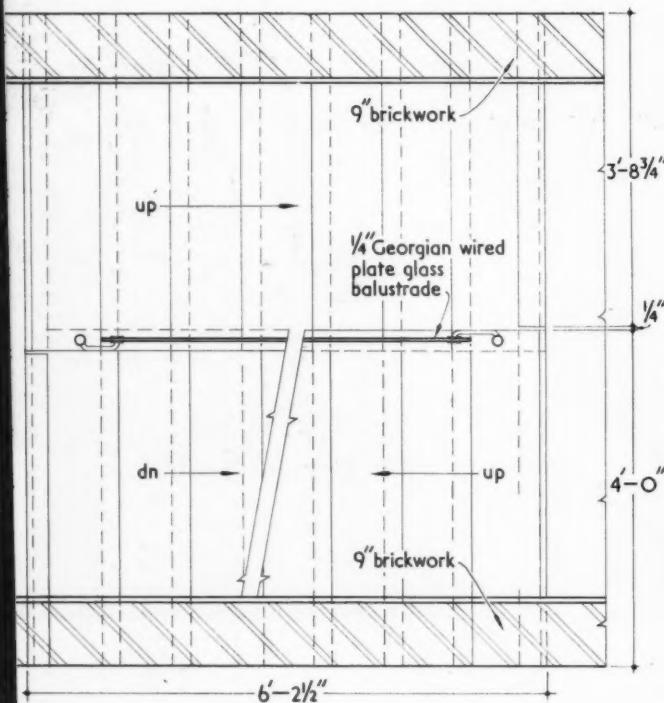 9" brickwork
3'-8¾"
up
¼" Georgian wired
plate glass
balustrade
¼"
dn
up
4'-0"
9" brickwork
6'-2½"